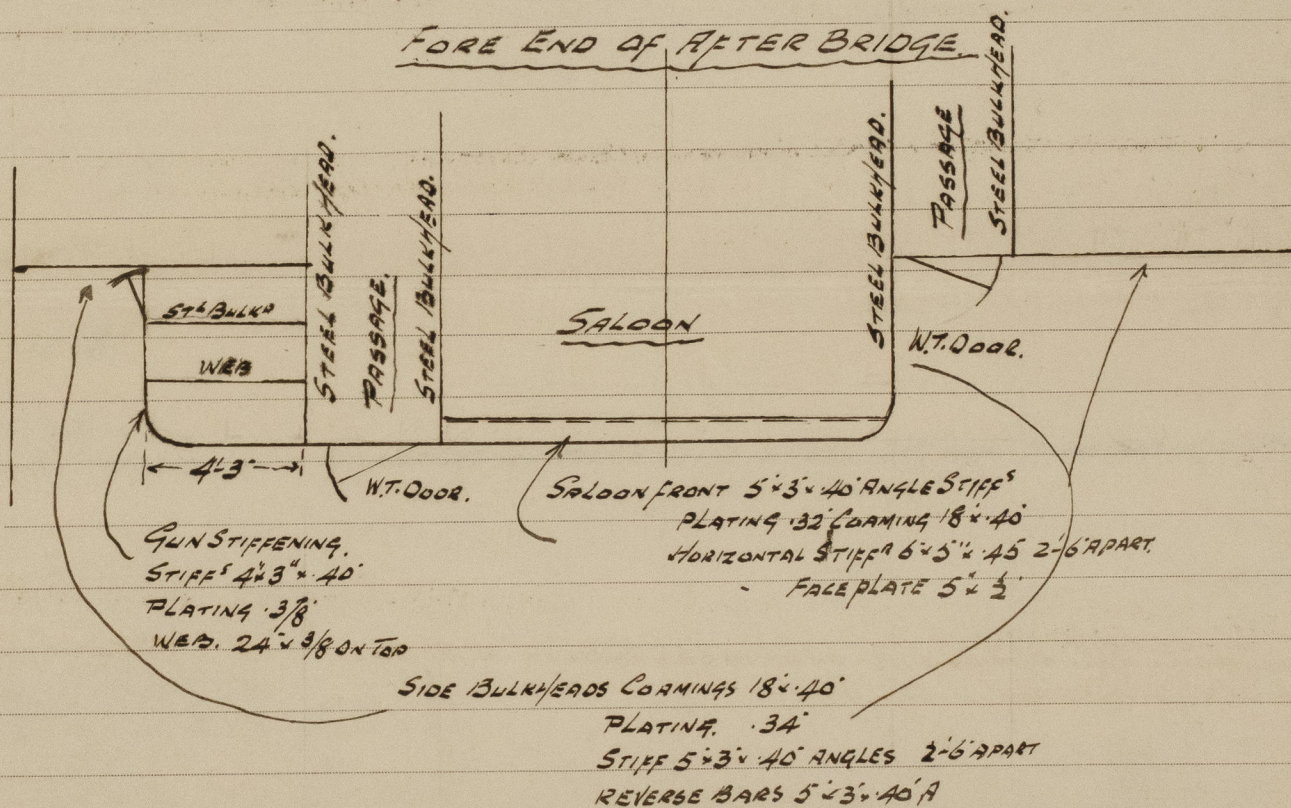 FORE END OF AFTER BRIDGE.
STEEL BULKHEAD.
PASSAGE
STEEL BULKHEAD.
STEEL BULKHEAD.
PASSAGE.
STEEL BULKHEAD.
STL BULKD
WEB
SALOON
W.T. DOOR.
4'-3"
W.T. DOOR.
SALOON FRONT 5"x3"x.40" ANGLE STIFFS
PLATING .32" COAMING 18"x.40"
HORIZONTAL STIFFR 6"x5"x.45 2'-6" APART.
FACE PLATE 5"x½"
GUN STIFFENING.
STIFFS 4"x3"x.40"
PLATING .3/8"
WEB. 24"x3/8 ON TOP
SIDE BULKHEADS COAMINGS 18"x.40"
PLATING. .34"
STIFF 5"x3"x.40" ANGLES 2'-6" APART
REVERSE BARS 5"x3"x.40" A